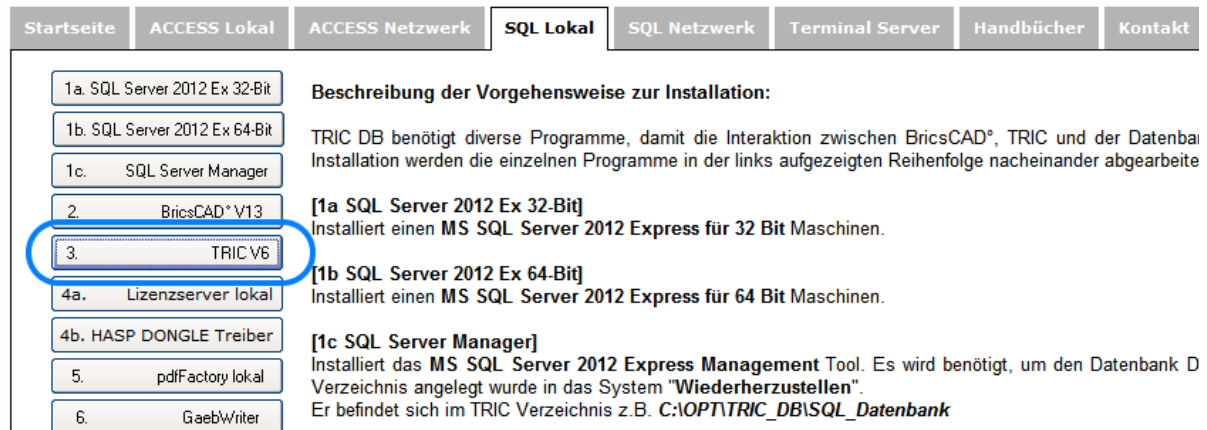 Startseite ACCESS Lokal ACCESS Netzwerk SQL Lokal SQL Netzwerk Terminal Server Handbücher Kontakt
1a. SQL Server 2012 Ex 32-Bit
1b. SQL Server 2012 Ex 64-Bit
1c. SQL Server Manager
2. BricsCAD° V13
3. TRIC V6
4a. Lizenzserver lokal
4b. HASP DONGLE Treiber
5. pdfFactory lokal
6. GaebWriter
Beschreibung der Vorgehensweise zur Installation:
TRIC DB benötigt diverse Programme, damit die Interaktion zwischen BricsCAD°, TRIC und der
Installation werden die einzelnen Programme in der links aufgezeigten Reihenfolge nacheinander
[1a SQL Server 2012 Ex 32-Bit]
Installiert einen MS SQL Server 2012 Express für 32 Bit Maschinen.
[1b SQL Server 2012 Ex 64-Bit]
Installiert einen MS SQL Server 2012 Express für 64 Bit Maschinen.
[1c SQL Server Manager]
Installiert das MS SQL Server 2012 Express Management Tool. Es wird benötigt, um den Datenbank D
Verzeichnis angelegt wurde in das System "Wiederherzustellen".
Er befindet sich im TRIC Verzeichnis z.B. C:\OPT\TRIC_DB\SQL_Datenbank